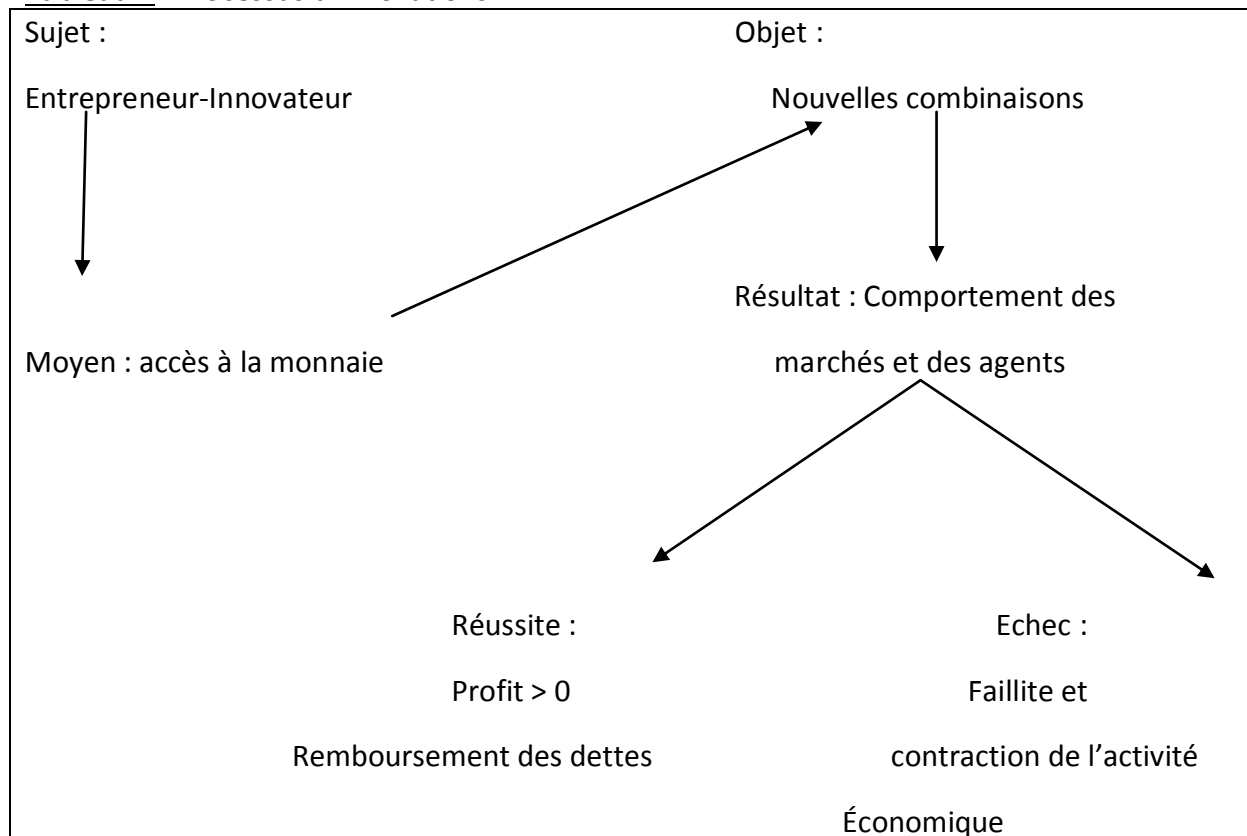 Sujet :
Objet :
Entrepreneur-Innovateur
Nouvelles combinaisons
Résultat : Comportement des
Moyen : accès à la monnaie
marchés et des agents
Réussite :
Echec :
Profit > 0
Faillite et
Remboursement des dettes
contraction de l’activité
Économique